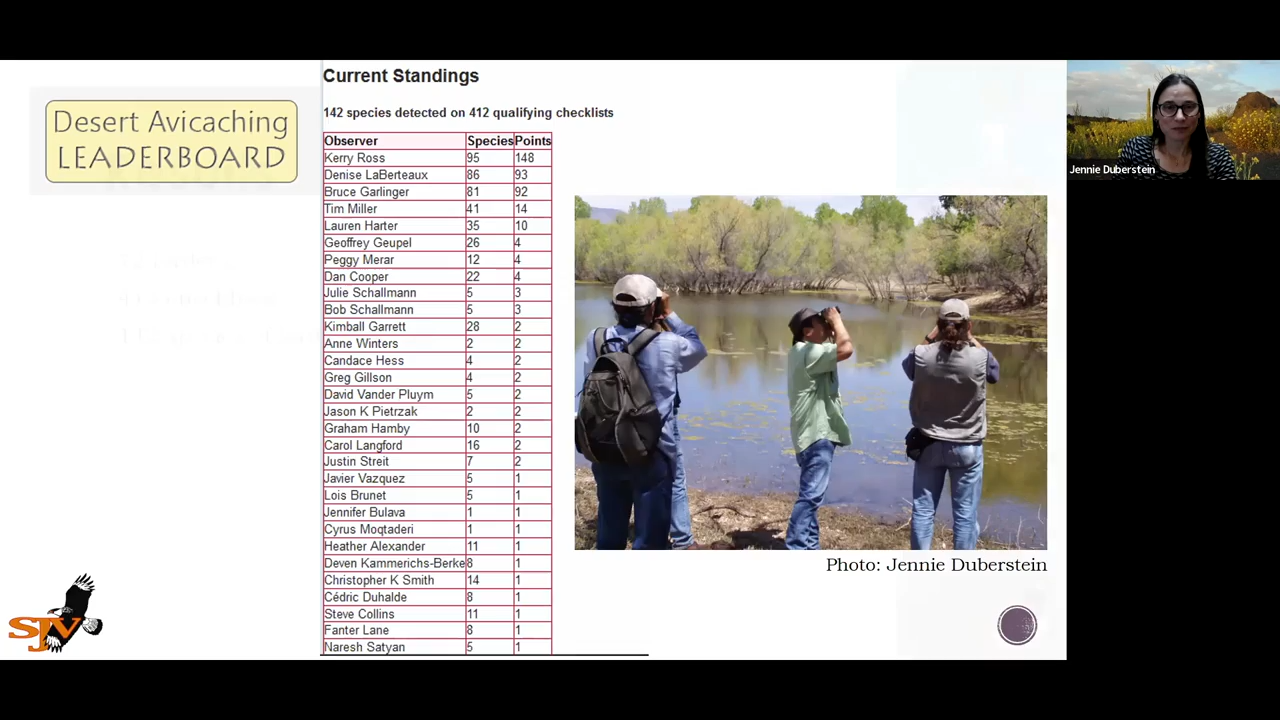 Desert Avicaching
LEADERBOARD
Current Standings
142 species detected on 412 qualifying checklists
Observer Species Points
Kerry Ross 95 148
Denise LaBerteaux 86 93
Bruce Garlinger 81 92
Tim Miller 41 14
Lauren Harter 35 10
Geoffrey Geupel 26 4
Peggy Merar 12 4
Dan Cooper 22 4
Julie Schallmann 5 3
Bob Schallmann 5 3
Kimball Garrett 28 2
Anne Winters 2 2
Candace Hess 4 2
Greg Gillson 4 2
David Vander Pluym 5 2
Jason K Pietrzak 2 2
Graham Hamby 10 2
Carol Langford 16 2
Justin Streit 7 2
Javier Vazquez 5 1
Lois Brunet 5 1
Jennifer Bulava 1 1
Cyrus Moqtaderi 1 1
Heather Alexander 11 1
Deven Kammerichs-Berke 8 1
Christopher K Smith 14 1
Cédric Duhalde 8 1
Steve Collins 11 1
Fanter Lane 8 1
Naresh Satyan 5 1
Photo: Jennie Duberstein
SJV
Jennie Duberstein